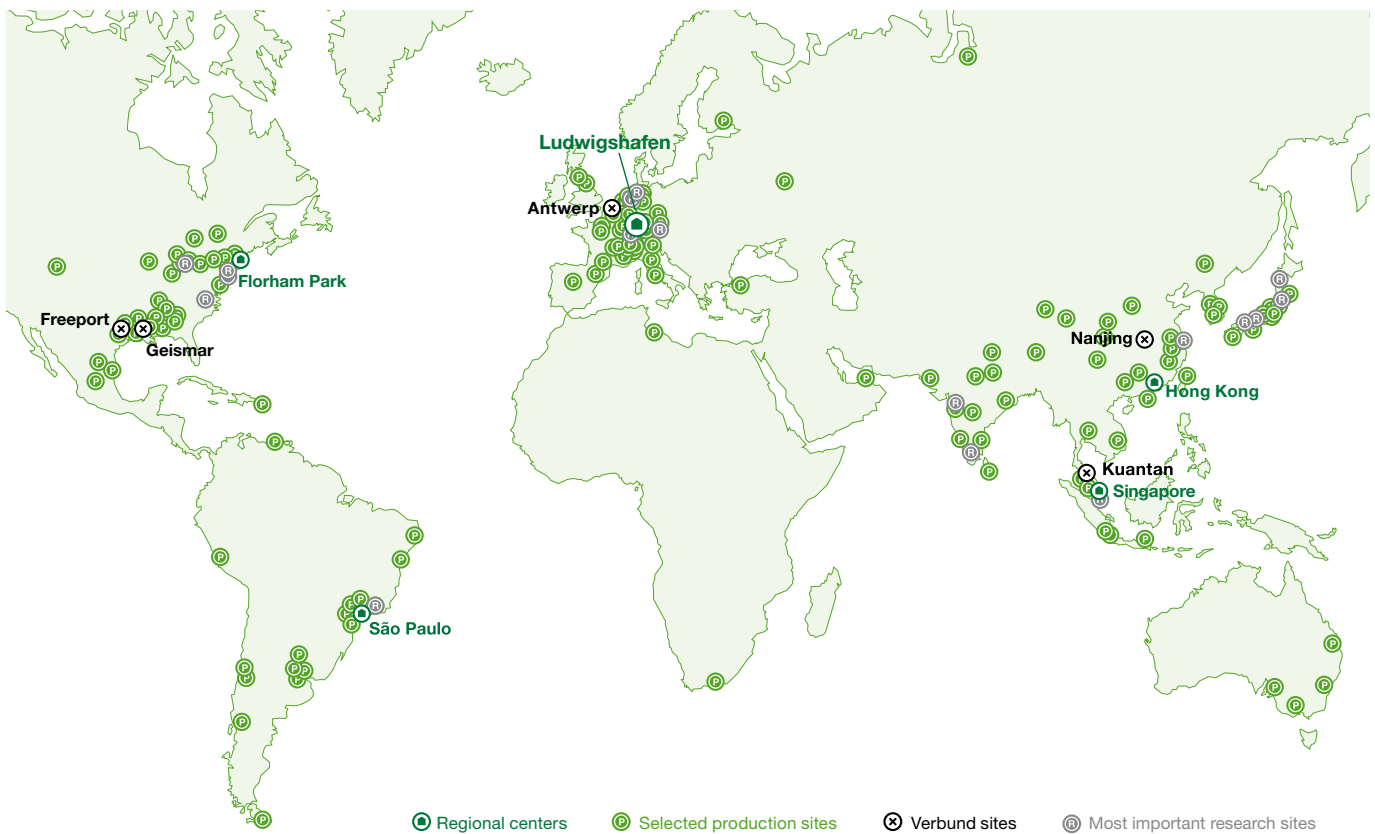 Ludwigshafen
Antwerp
Florham Park
Freeport
Geismar
Nanjing
Hong Kong
Kuantan
Singapore
São Paulo
Regional centers
Selected production sites
Verbund sites
Most important research sites